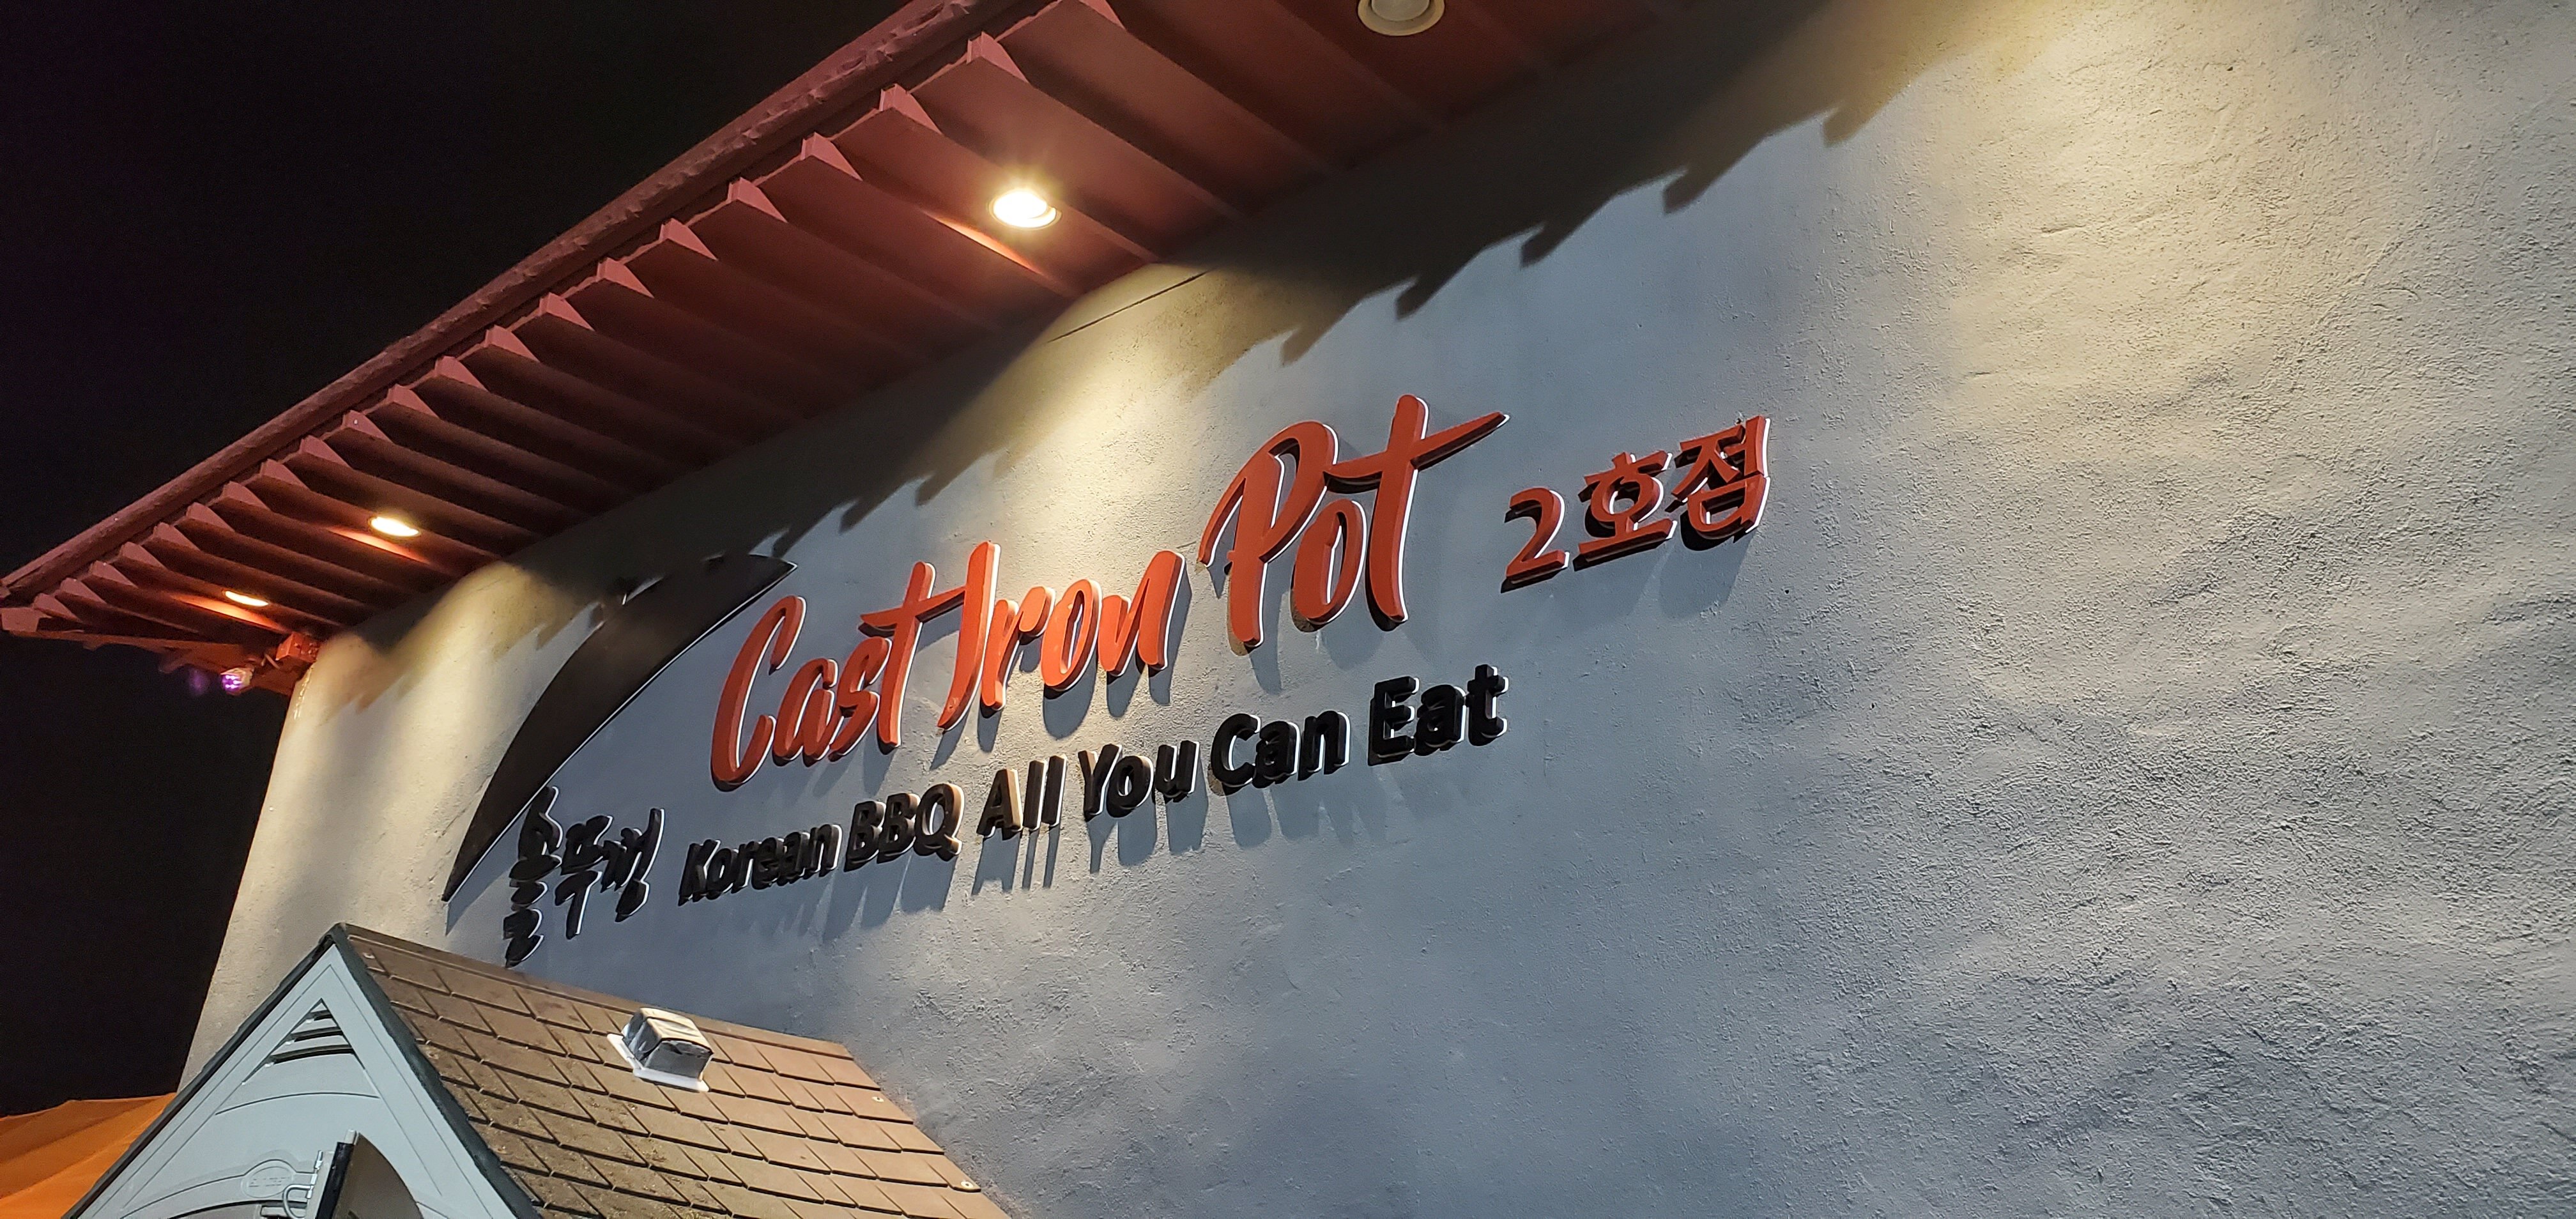 Cast Iron Pot 2호점
솥뚜껑 Korean BBQ All You Can Eat